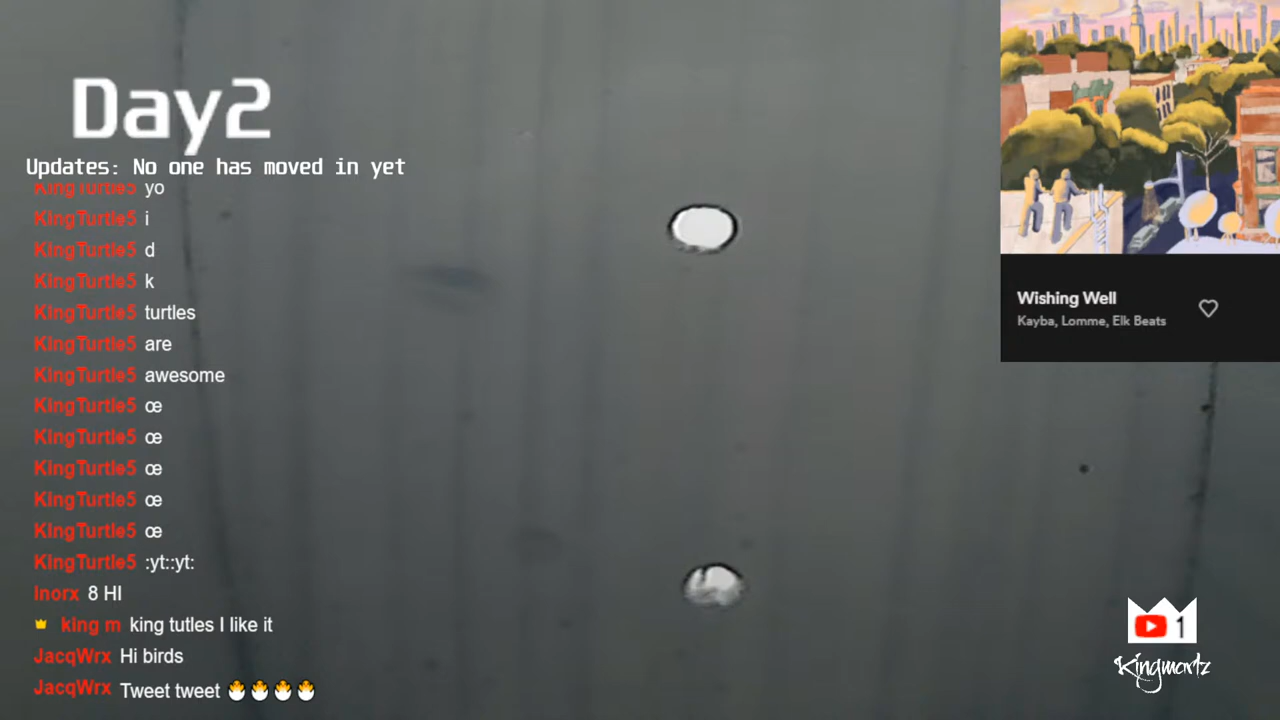 Day2
Updates: No one has moved in yet
KingTurtle5 yo
KingTurtle5 i
KingTurtle5 d
KingTurtle5 k
KingTurtle5 turtles
KingTurtle5 are
KingTurtle5 awesome
KingTurtle5 œ
KingTurtle5 œ
KingTurtle5 œ
KingTurtle5 œ
KingTurtle5 œ
KingTurtle5 :yt::yt:
Inorx 8 HI
king m king tutles I like it
JacqWrx Hi birds
JacqWrx Tweet tweet 🐣🐣🐣🐣
Wishing Well
Kayba, Lomme, Elk Beats
1
Kingmartz